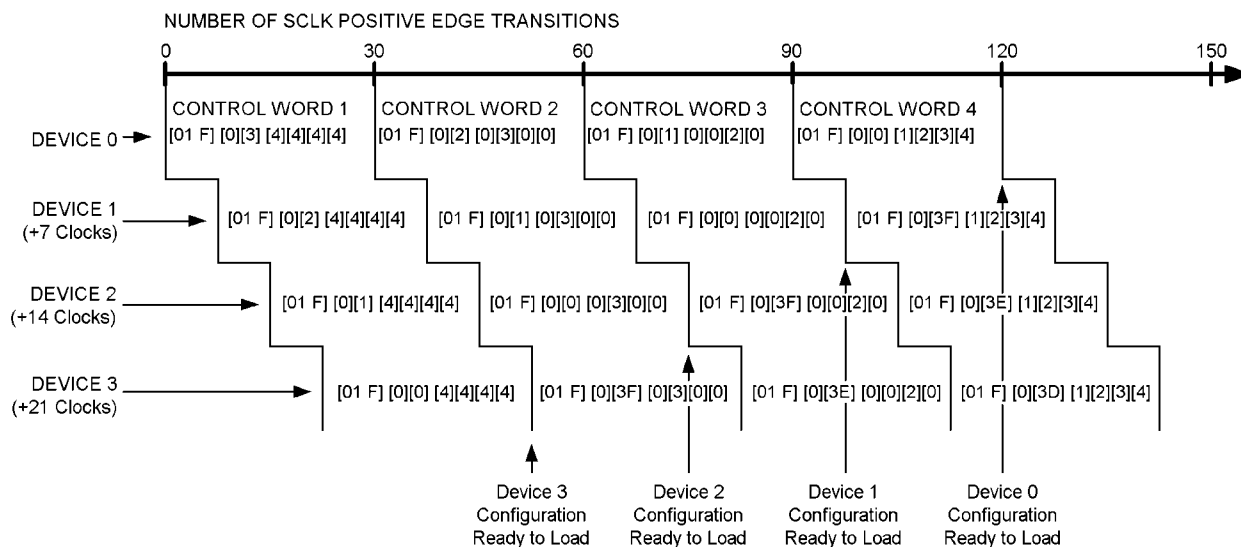 NUMBER OF SCLK POSITIVE EDGE TRANSITIONS
0 30 60 90 120 150
CONTROL WORD 1 CONTROL WORD 2 CONTROL WORD 3 CONTROL WORD 4
DEVICE 0 [01 F] [0][3] [4][4][4][4] [01 F] [0][2] [0][3][0][0] [01 F] [0][1] [0][0][2][0] [01 F] [0][0] [1][2][3][4]
DEVICE 1
(+7 Clocks)
[01 F] [0][2] [4][4][4][4] [01 F] [0][1] [0][3][0][0] [01 F] [0][0] [0][0][2][0] [01 F] [0][3F] [1][2][3][4]
DEVICE 2
(+14 Clocks)
[01 F] [0][1] [4][4][4][4] [01 F] [0][0] [0][3][0][0] [01 F] [0][3F] [0][0][2][0] [01 F] [0][3E] [1][2][3][4]
DEVICE 3
(+21 Clocks)
[01 F] [0][0] [4][4][4][4] [01 F] [0][3F] [0][3][0][0] [01 F] [0][3E] [0][0][2][0] [01 F] [0][3D] [1][2][3][4]
Device 3
Configuration
Ready to Load
Device 2
Configuration
Ready to Load
Device 1
Configuration
Ready to Load
Device 0
Configuration
Ready to Load